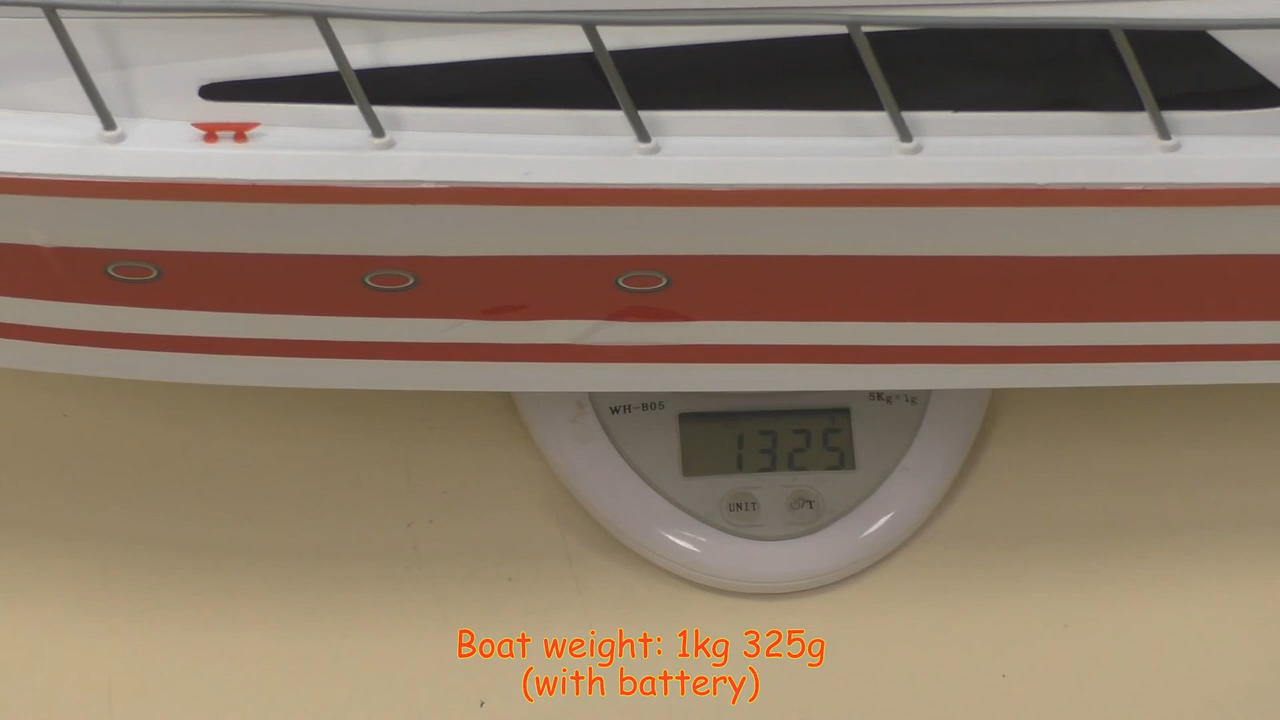 WH-B05
5Kg×1g
1325
UNIT
Boat weight: 1kg 325g
(with battery)